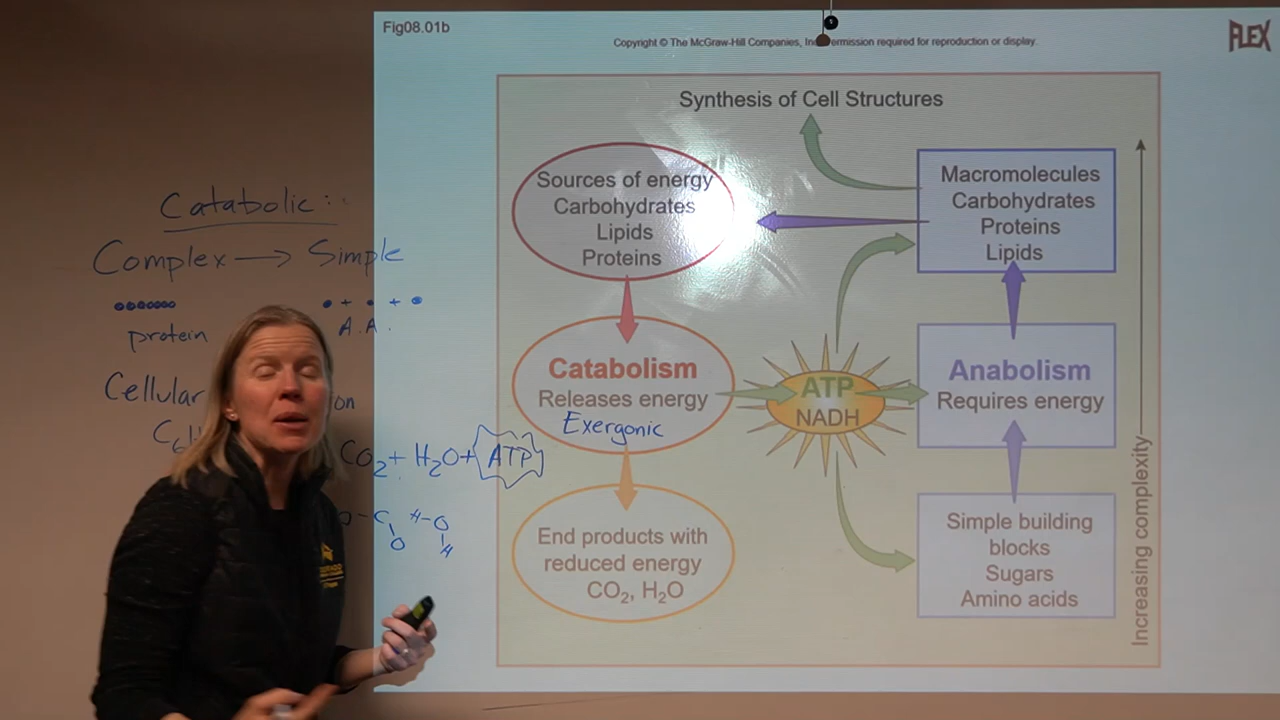 Fig08.01b
Copyright © The McGraw-Hill Companies, Inc. Permission required for reproduction or display.
FLEX
Synthesis of Cell Structures
Sources of energy
Carbohydrates
Lipids
Proteins
Macromolecules
Carbohydrates
Proteins
Lipids
Catabolism
Releases energy
Exergonic
ATP
NADH
Anabolism
Requires energy
End products with
reduced energy
CO₂, H₂O
Simple building
blocks
Sugars
Amino acids
Increasing complexity
Catabolic:
Complex → Simple
+ +
protein A.A.
Cellular
C6
CO₂ + H₂O + ATP
C H-O
O H